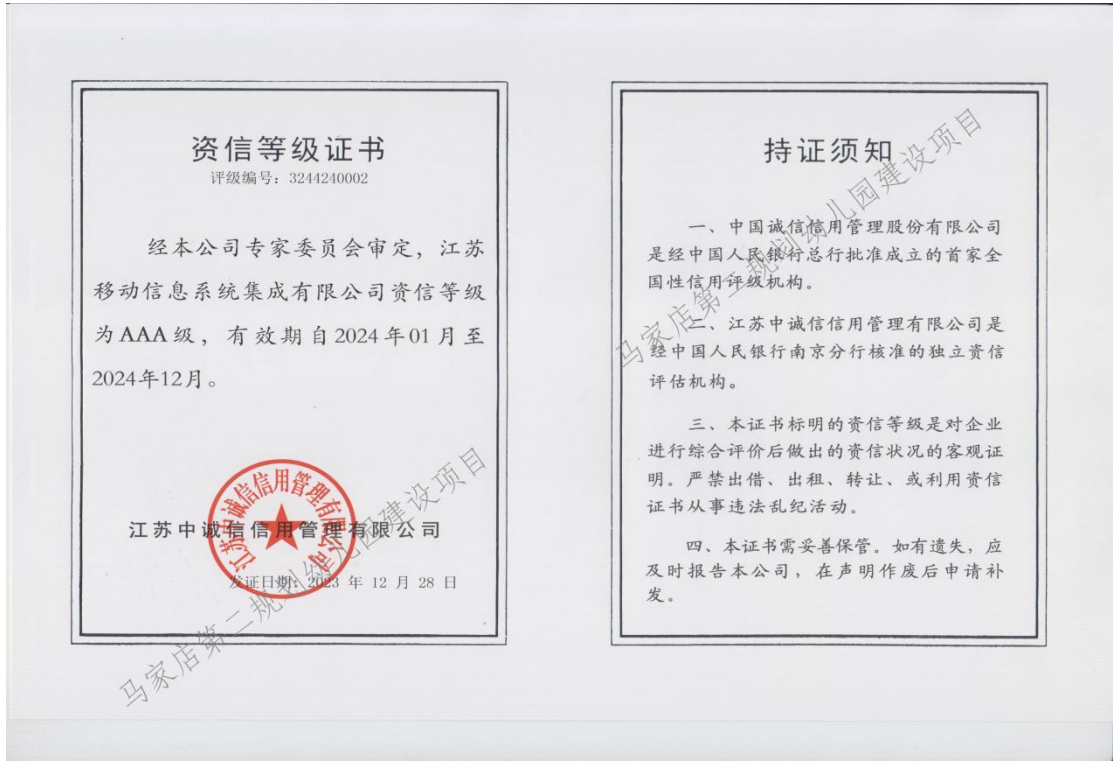 资信等级证书
评级编号：3244240002
经本公司专家委员会审定，江苏
移动信息系统集成有限公司资信等级
为AAA级，有效期自2024年01月至
2024年12月。
江苏中诚信信用管理有限公司
江苏中诚信信用管理有限公司
发证日期：2023 年 12 月 28 日
马家店第二规划幼儿园建设项目
持证须知
一、中国诚信信用管理股份有限公司
是经中国人民银行总行批准成立的首家全
国性信用评级机构。
二、江苏中诚信信用管理有限公司是
经中国人民银行南京分行核准的独立资信
评估机构。
三、本证书标明的资信等级是对企业
进行综合评价后做出的资信状况的客观证
明。严禁出借、出租、转让、或利用资信
证书从事违法乱纪活动。
四、本证书需妥善保管。如有遗失，应
及时报告本公司，在声明作废后申请补
发。
马家店第二规划幼儿园建设项目